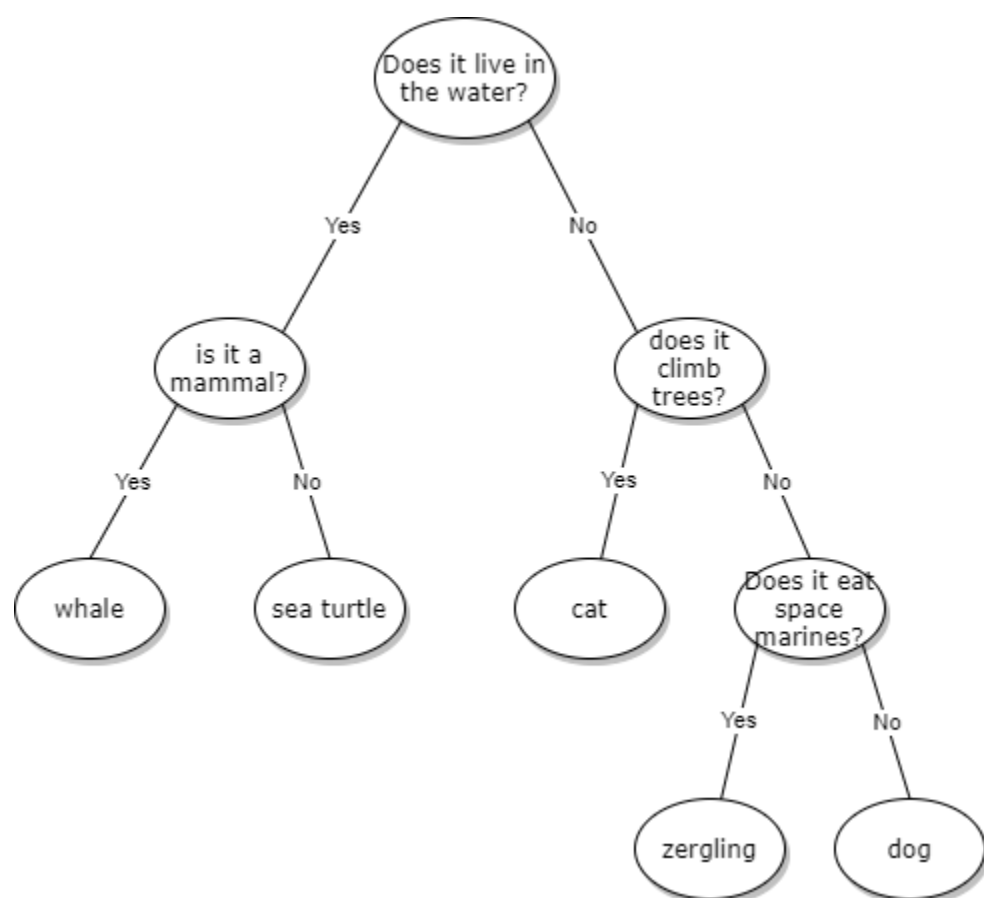 Does it live in
the water?
Yes
No
is it a
mammal?
does it
climb
trees?
Yes
No
Yes
No
whale
sea turtle
cat
Does it eat
space
marines?
Yes
No
zergling
dog